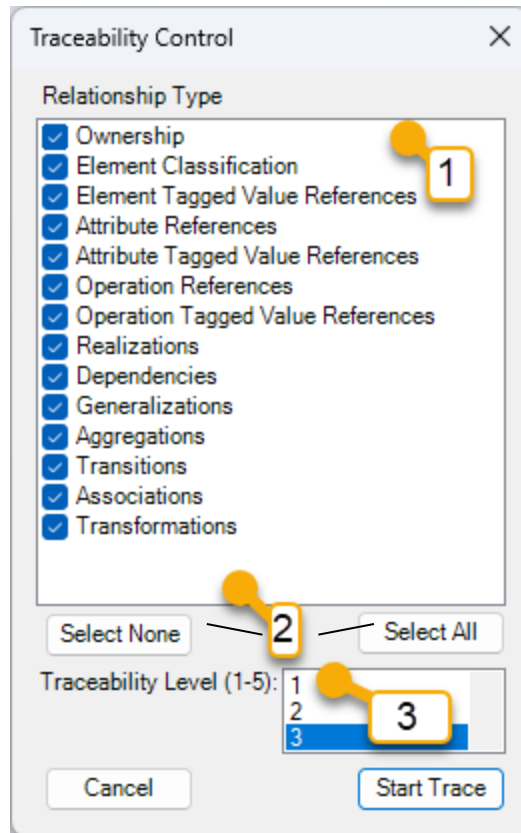 Traceability Control
Relationship Type
Ownership
1
Element Classification
Element Tagged Value References
Attribute References
Attribute Tagged Value References
Operation References
Operation Tagged Value References
Realizations
Dependencies
Generalizations
Aggregations
Transitions
Associations
Transformations
Select None 2 Select All
Traceability Level (1-5): 1
2
3
3
Cancel Start Trace